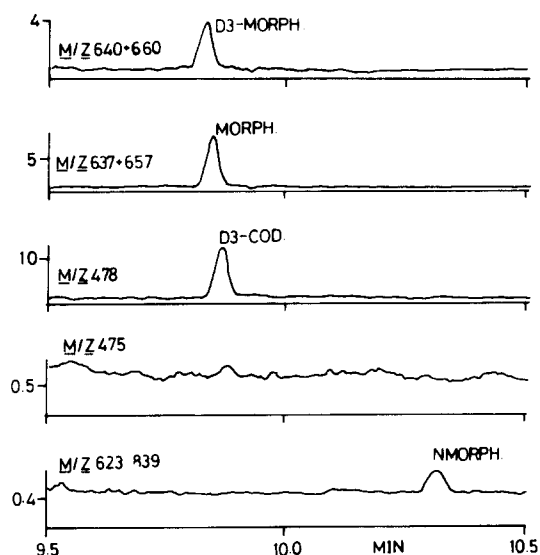 4
D3-MORPH.
M/Z 640+660
MORPH.
5
M/Z 637+657
D3-COD.
10
M/Z 478
M/Z 475
0.5
NMORPH.
M/Z 623 839
0.4
9.5 10.0 MIN 10.5